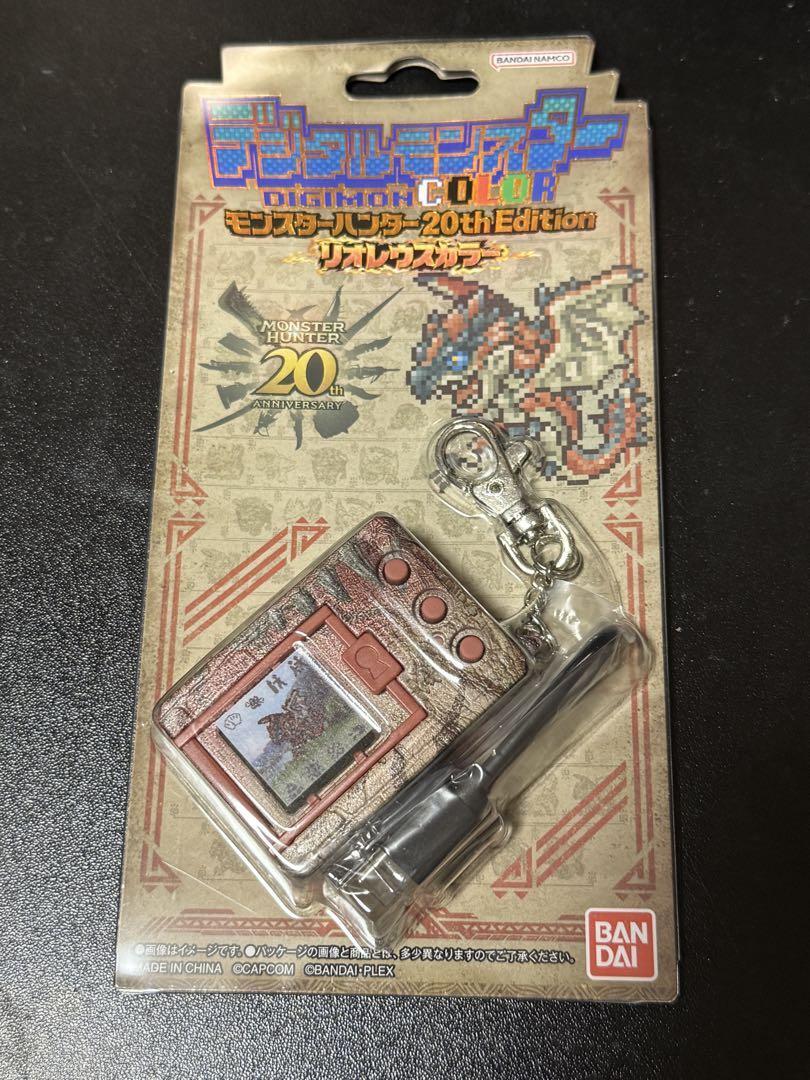 BANDAI NAMCO
デジタルモンスター
DIGIMON COLOR
モンスターハンター20th Edition
リオレウスカラー
MONSTER
HUNTER
20th
ANNIVERSARY
●画像はイメージです。●パッケージの画像と商品とは、多少異なりますのでご了承ください。
MADE IN CHINA ©CAPCOM ©BANDAI・PLEX
BAN
DAI